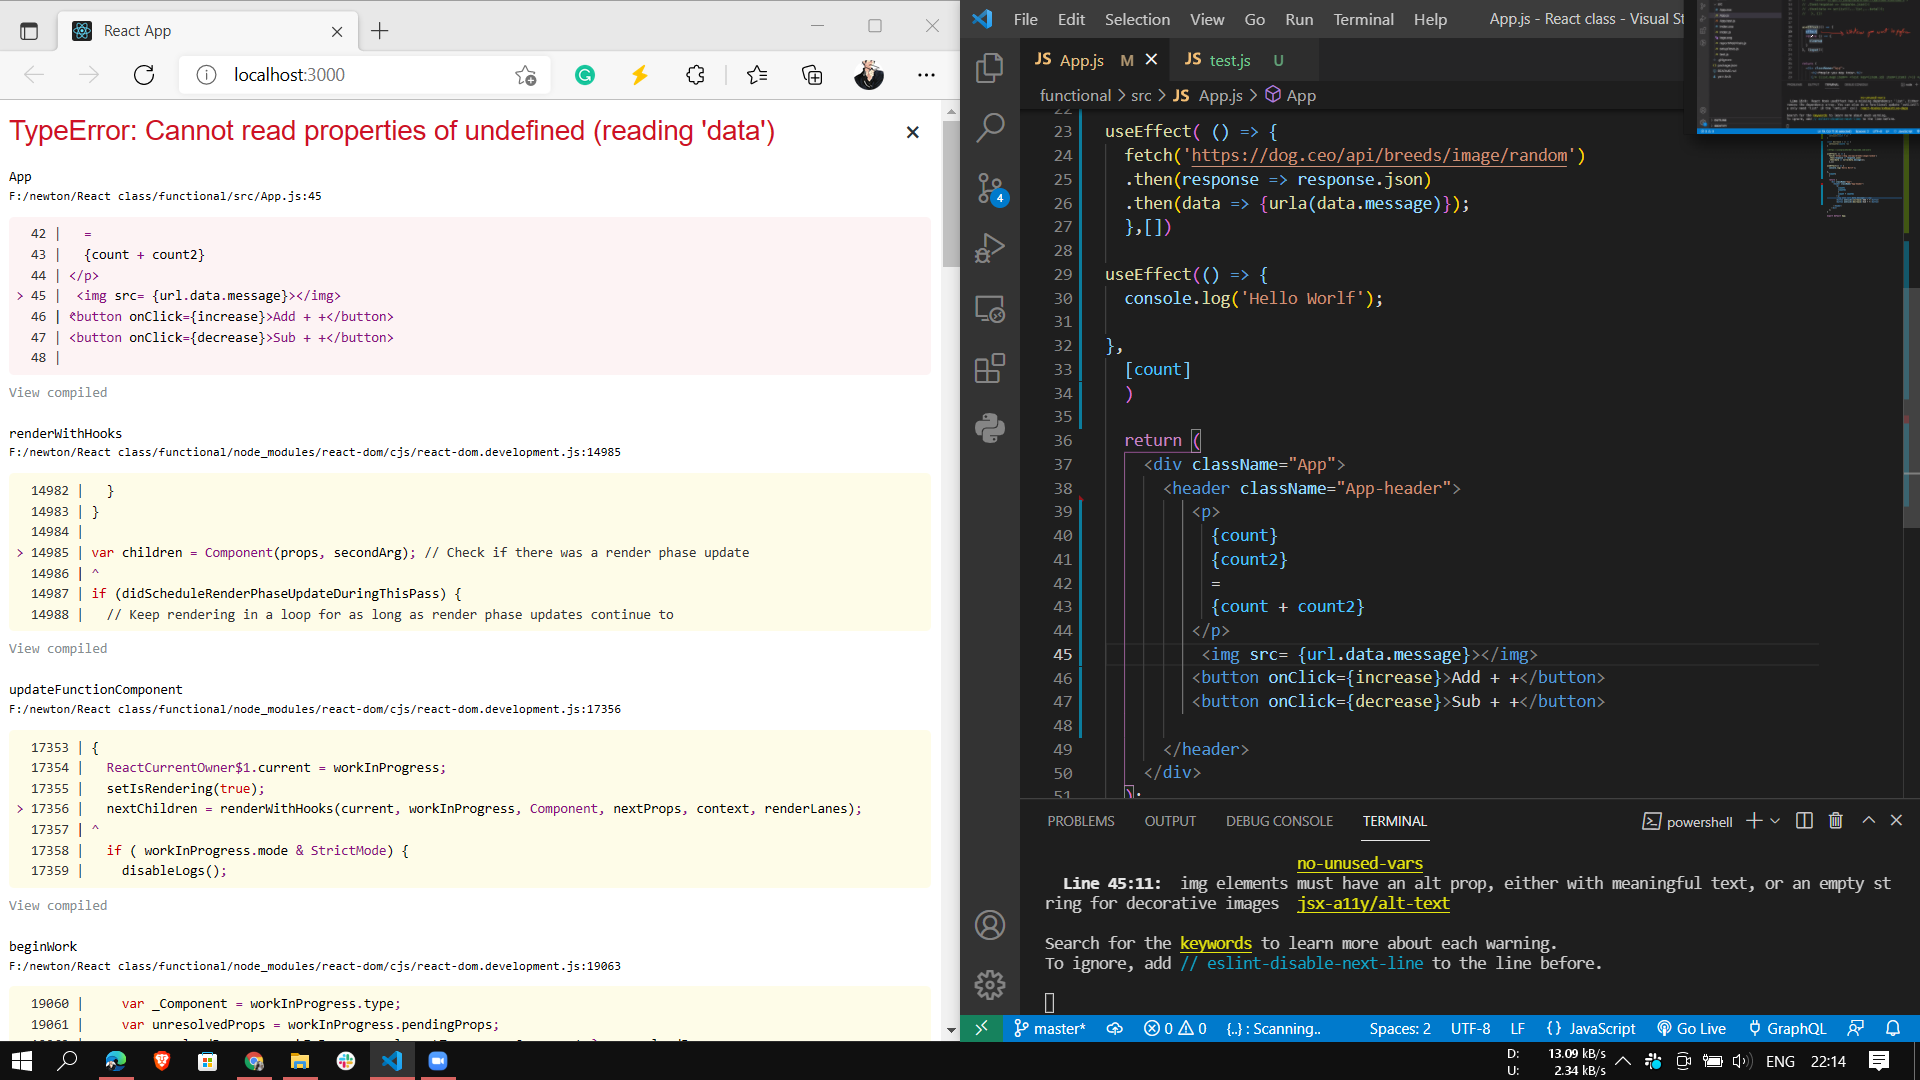 React App
localhost:3000
TypeError: Cannot read properties of undefined (reading 'data')
App
F:/newton/React class/functional/src/App.js:45
42 | =
43 | {count + count2}
44 | </p>
> 45 | <img src= {url.data.message}></img>
46 | <button onClick={increase}>Add + +</button>
47 | <button onClick={decrease}>Sub + +</button>
48 |
View compiled
renderWithHooks
F:/newton/React class/functional/node_modules/react-dom/cjs/react-dom.development.js:14985
14982 | }
14983 | }
14984 |
> 14985 | var children = Component(props, secondArg); // Check if there was a render phase update
14986 | ^
14987 | if (didScheduleRenderPhaseUpdateDuringThisPass) {
14988 | // Keep rendering in a loop for as long as render phase updates continue to
View compiled
updateFunctionComponent
F:/newton/React class/functional/node_modules/react-dom/cjs/react-dom.development.js:17356
17353 | {
17354 | ReactCurrentOwner$1.current = workInProgress;
17355 | setIsRendering(true);
> 17356 | nextChildren = renderWithHooks(current, workInProgress, Component, nextProps, context, renderLanes);
17357 | ^
17358 | if ( workInProgress.mode & StrictMode) {
17359 | disableLogs();
View compiled
beginWork
F:/newton/React class/functional/node_modules/react-dom/cjs/react-dom.development.js:19063
19060 | var _Component = workInProgress.type;
19061 | var unresolvedProps = workInProgress.pendingProps;
File Edit Selection View Go Run Terminal Help App.js - React class - Visual St
JS App.js M
JS test.js U
functional > src > JS App.js > App
4
22
23 useEffect( () => {
24 fetch('https://dog.ceo/api/breeds/image/random')
25 .then(response => response.json)
26 .then(data => {urla(data.message)});
27 },[])
28
29 useEffect(() => {
30 console.log('Hello Worlf');
31
32 },
33 [count]
34 )
35
36 return (
37 <div className="App">
38 <header className="App-header">
39 <p>
40 {count}
41 {count2}
42 =
43 {count + count2}
44 </p>
45 <img src= {url.data.message}></img>
46 <button onClick={increase}>Add + +</button>
47 <button onClick={decrease}>Sub + +</button>
48
49 </header>
50 </div>
51 );
PROBLEMS OUTPUT DEBUG CONSOLE TERMINAL
powershell
no-unused-vars
Line 45:11: img elements must have an alt prop, either with meaningful text, or an empty st
ring for decorative images jsx-a11y/alt-text
Search for the keywords to learn more about each warning.
To ignore, add // eslint-disable-next-line to the line before.
master* 0 0 {..} : Scanning.. Spaces: 2 UTF-8 LF {} JavaScript Go Live GraphQL
D: 13.09 kB/s
U: 2.34 kB/s
ENG 22:14